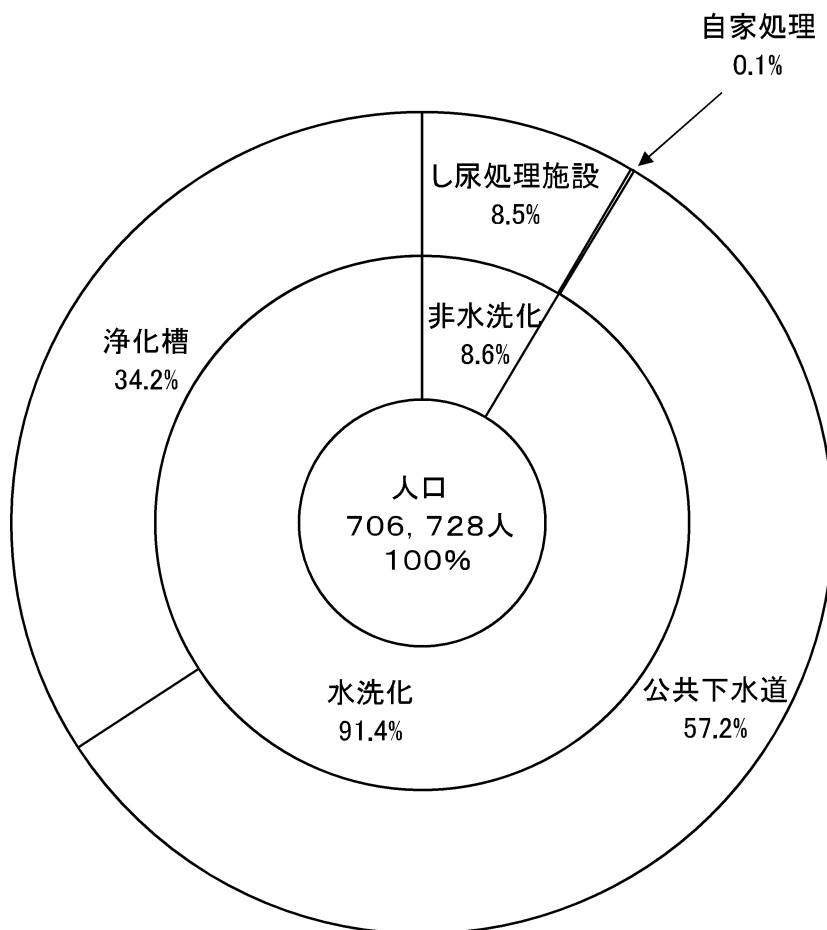 自家処理
0.1%
し尿処理施設
8.5%
非水洗化
8.6%
浄化槽
34.2%
人口
706,728人
100%
水洗化
91.4%
公共下水道
57.2%